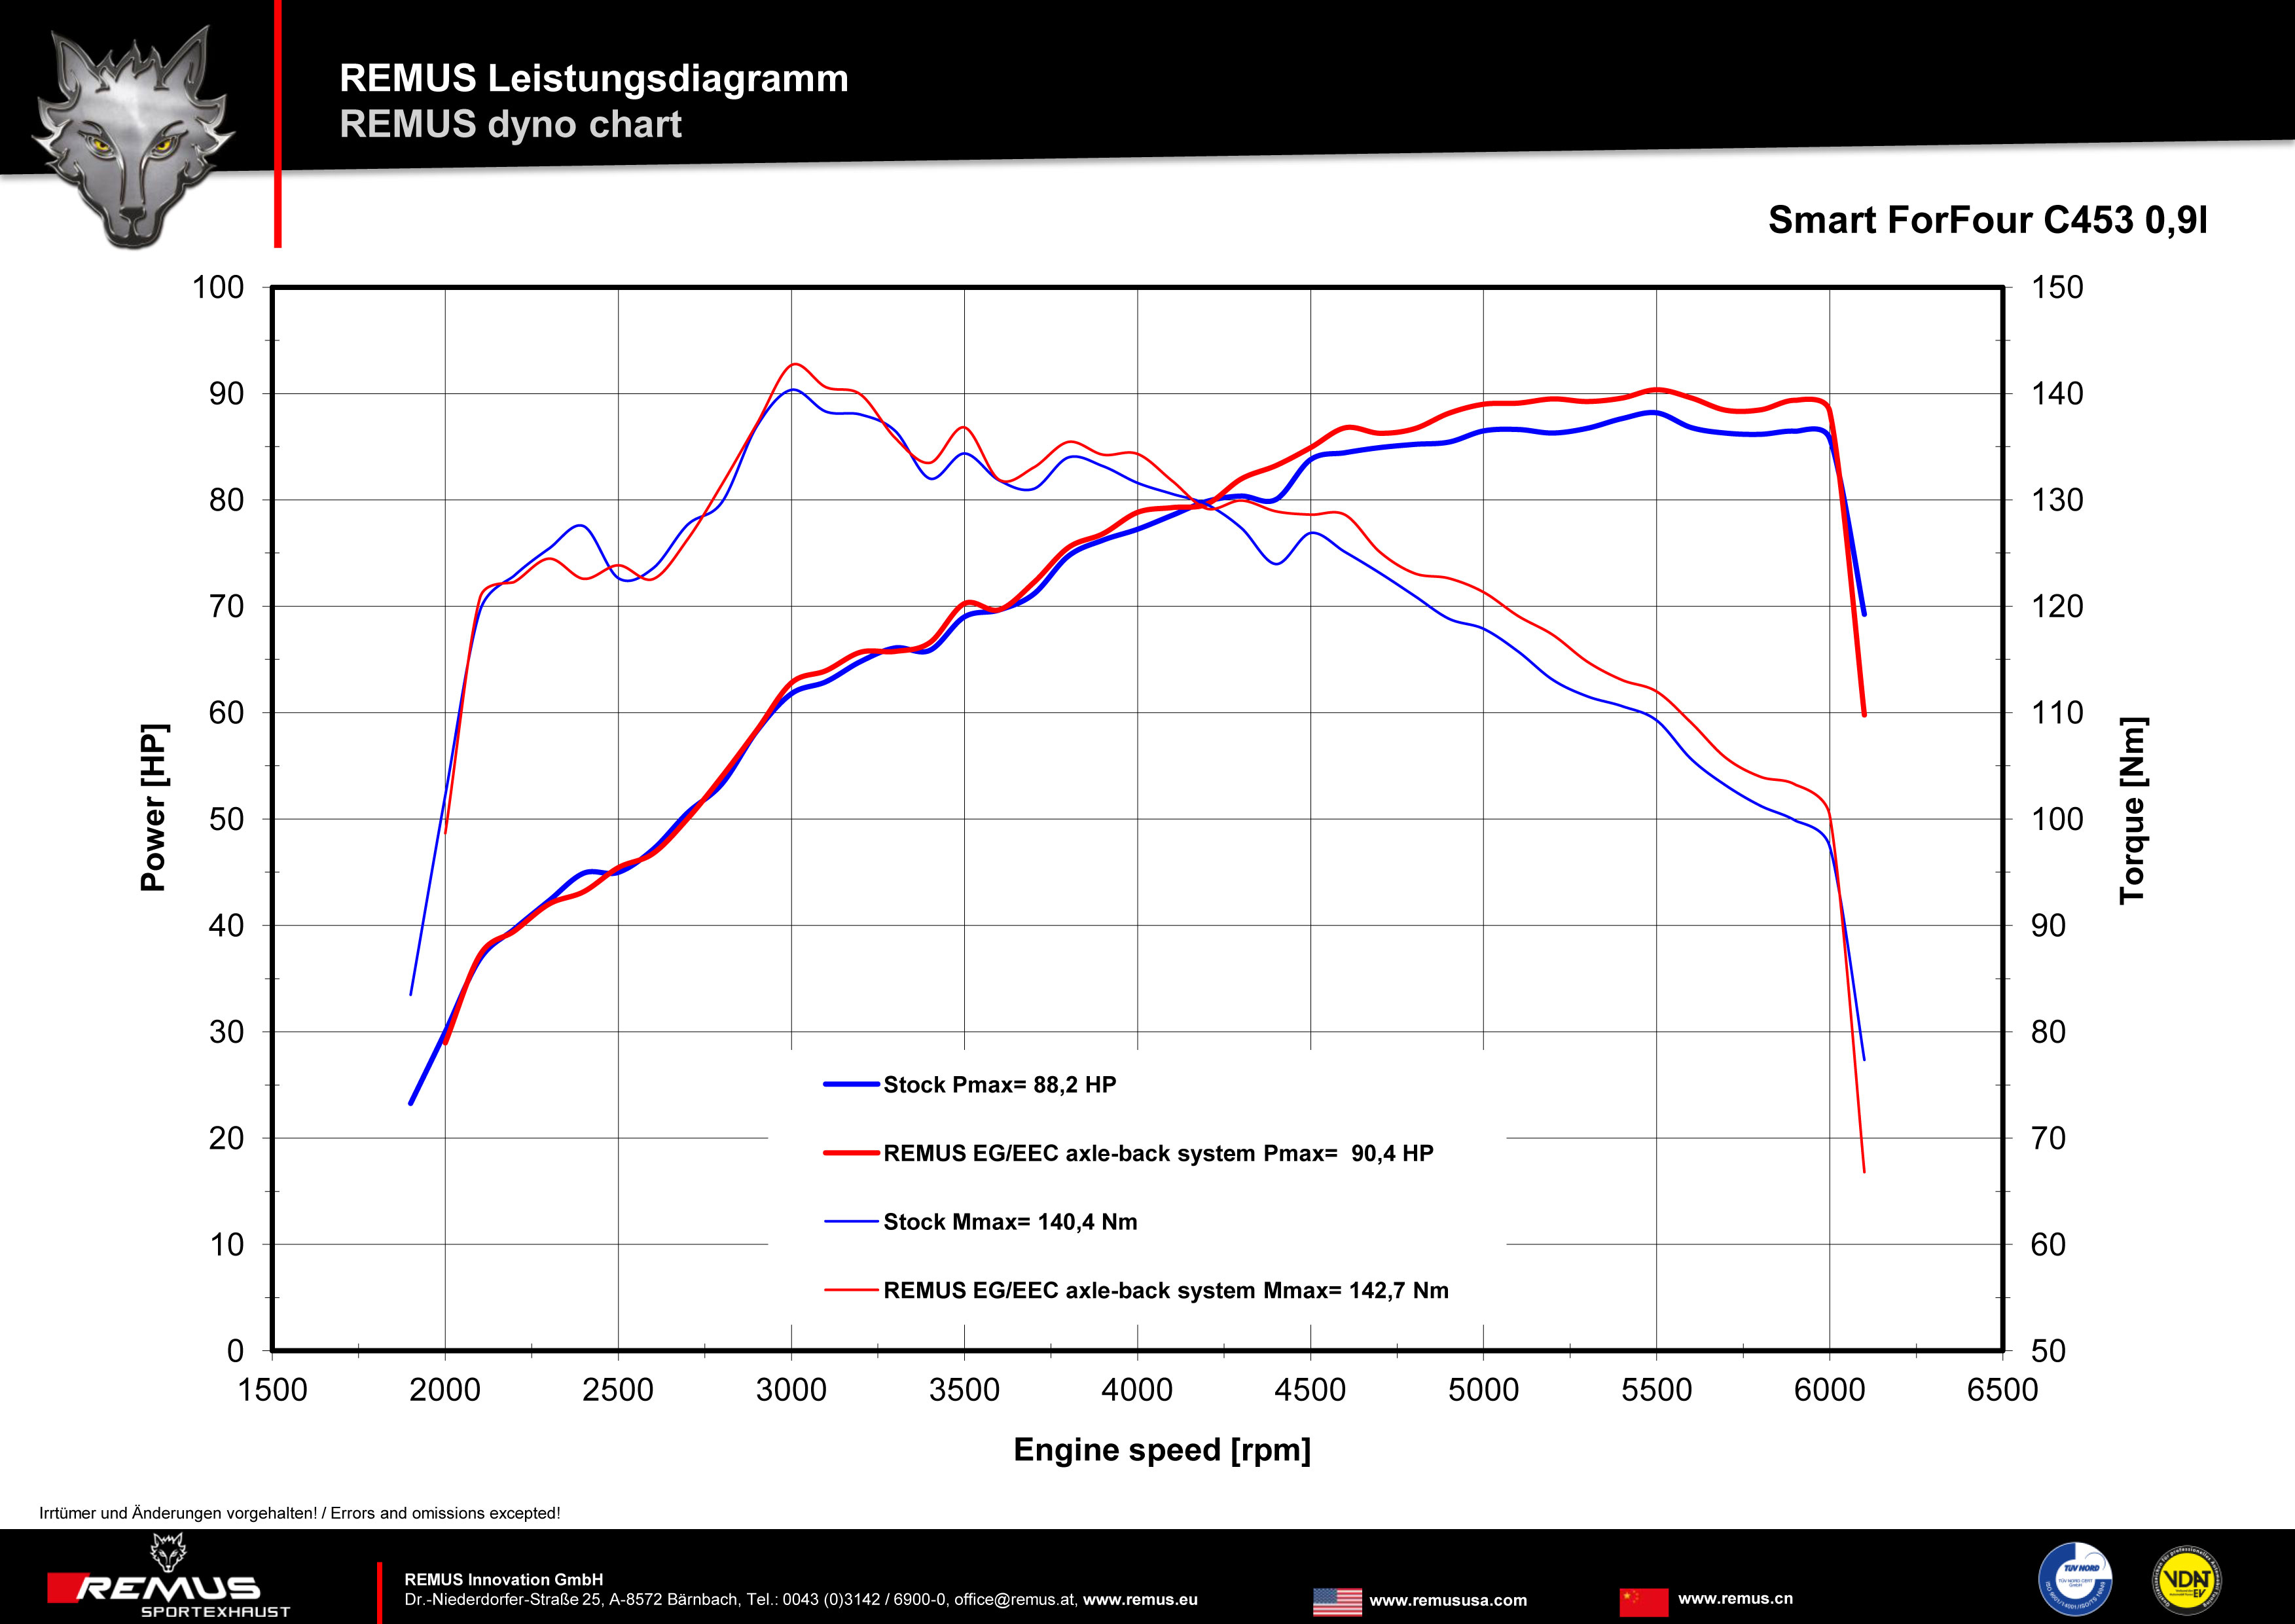 REMUS Leistungsdiagramm
REMUS dyno chart
Smart ForFour C453 0,9l
100
90
80
70
60
50
40
30
20
10
0
Power [HP]
150
140
130
120
110
100
90
80
70
60
50
Torque [Nm]
Stock Pmax= 88,2 HP
REMUS EG/EEC axle-back system Pmax= 90,4 HP
Stock Mmax= 140,4 Nm
REMUS EG/EEC axle-back system Mmax= 142,7 Nm
1500 2000 2500 3000 3500 4000 4500 5000 5500 6000 6500
Engine speed [rpm]
Irrtümer und Änderungen vorgehalten! / Errors and omissions excepted!
REMUS
SPORTEXHAUST
REMUS Innovation GmbH
Dr.-Niederdorfer-Straße 25, A-8572 Bärnbach, Tel.: 0043 (0)3142 / 6900-0, office@remus.at, www.remus.eu
www.remususa.com
www.remus.cn
TÜV NORD
TÜV NORD CERT
GmbH
VDAT
EV